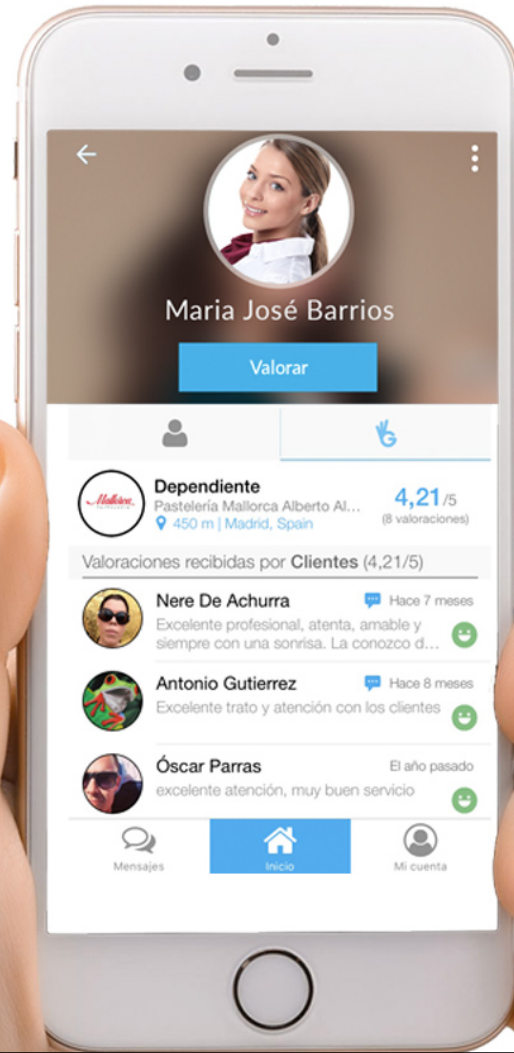 Maria José Barrios
Valorar
Mallorca
Dependiente
Pastelería Mallorca Alberto Al...
450 m | Madrid, Spain
4,21/5
(8 valoraciones)
Valoraciones recibidas por Clientes (4,21/5)
Nere De Achurra
Hace 7 meses
Excelente profesional, atenta, amable y
siempre con una sonrisa. La conozco d...
Antonio Gutierrez
Hace 8 meses
Excelente trato y atención con los clientes
Óscar Parras
El año pasado
excelente atención, muy buen servicio
Mensajes
Inicio
Mi cuenta